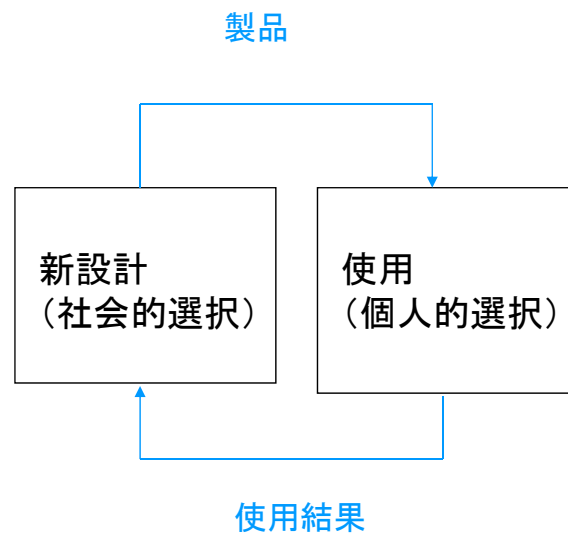 製品
新設計
（社会的選択）
使用
（個人的選択）
使用結果